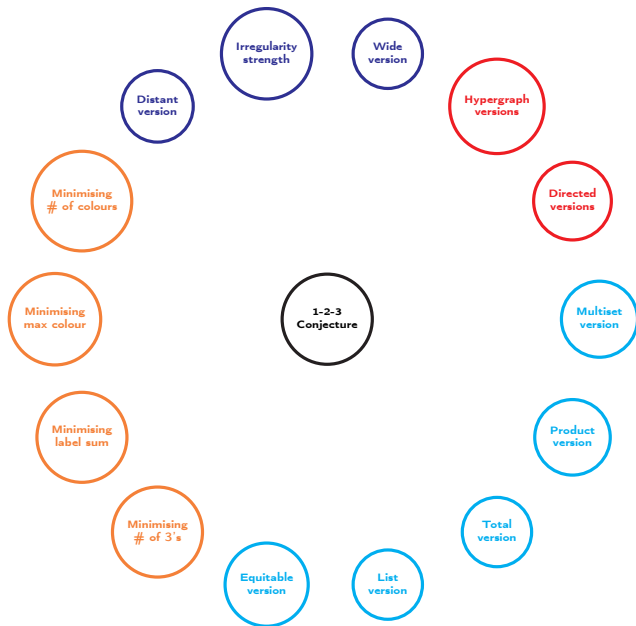 Irregularity
strength
Wide
version
Distant
version
Hypergraph
versions
Minimising
# of colours
Directed
versions
Minimising
max colour
1-2-3
Conjecture
Multiset
version
Minimising
label sum
Product
version
Minimising
# of 3's
Total
version
Equitable
version
List
version